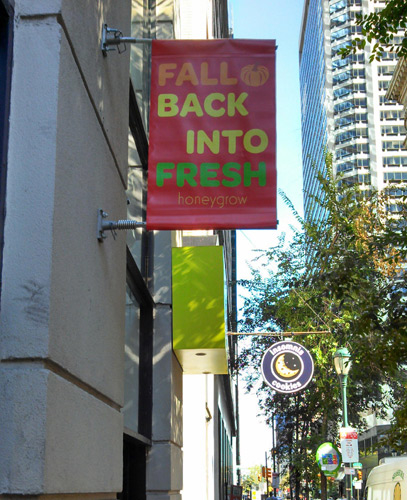 FALL
BACK
INTO
FRESH
honeygrow
insomnia
cookies